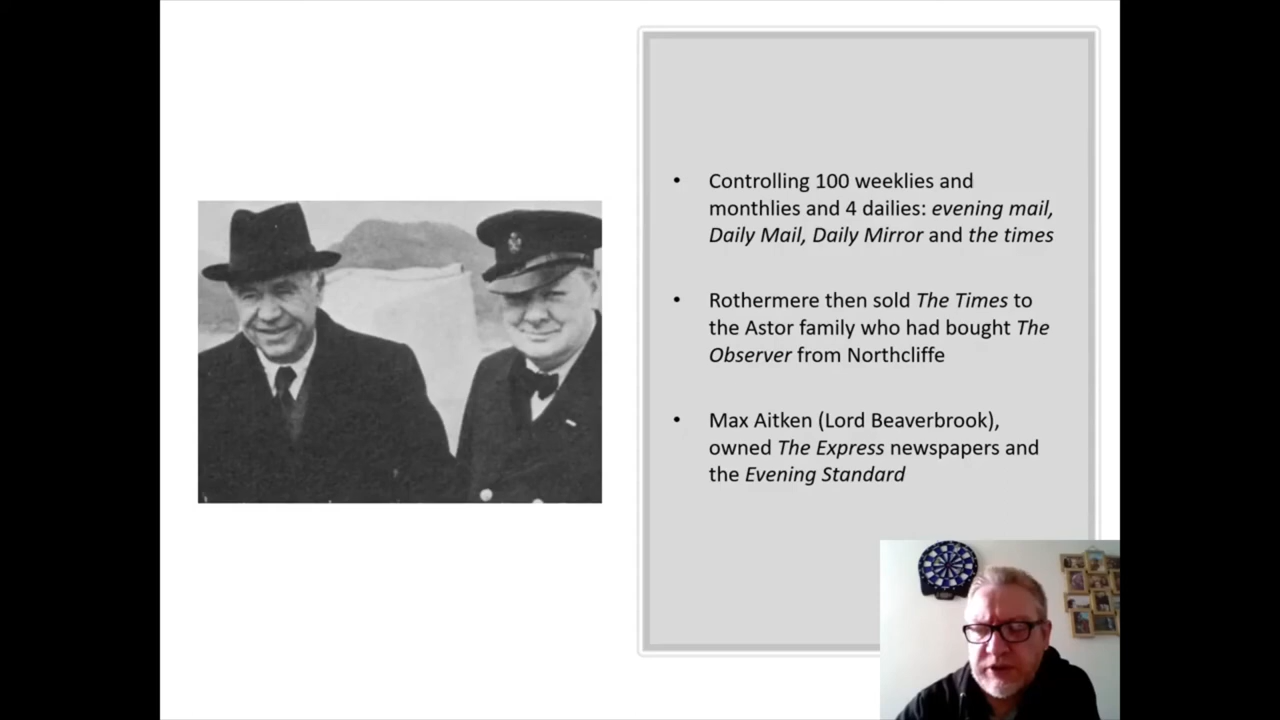 • Controlling 100 weeklies and
monthlies and 4 dailies: evening mail,
Daily Mail, Daily Mirror and the times
• Rothermere then sold The Times to
the Astor family who had bought The
Observer from Northcliffe
• Max Aitken (Lord Beaverbrook),
owned The Express newspapers and
the Evening Standard